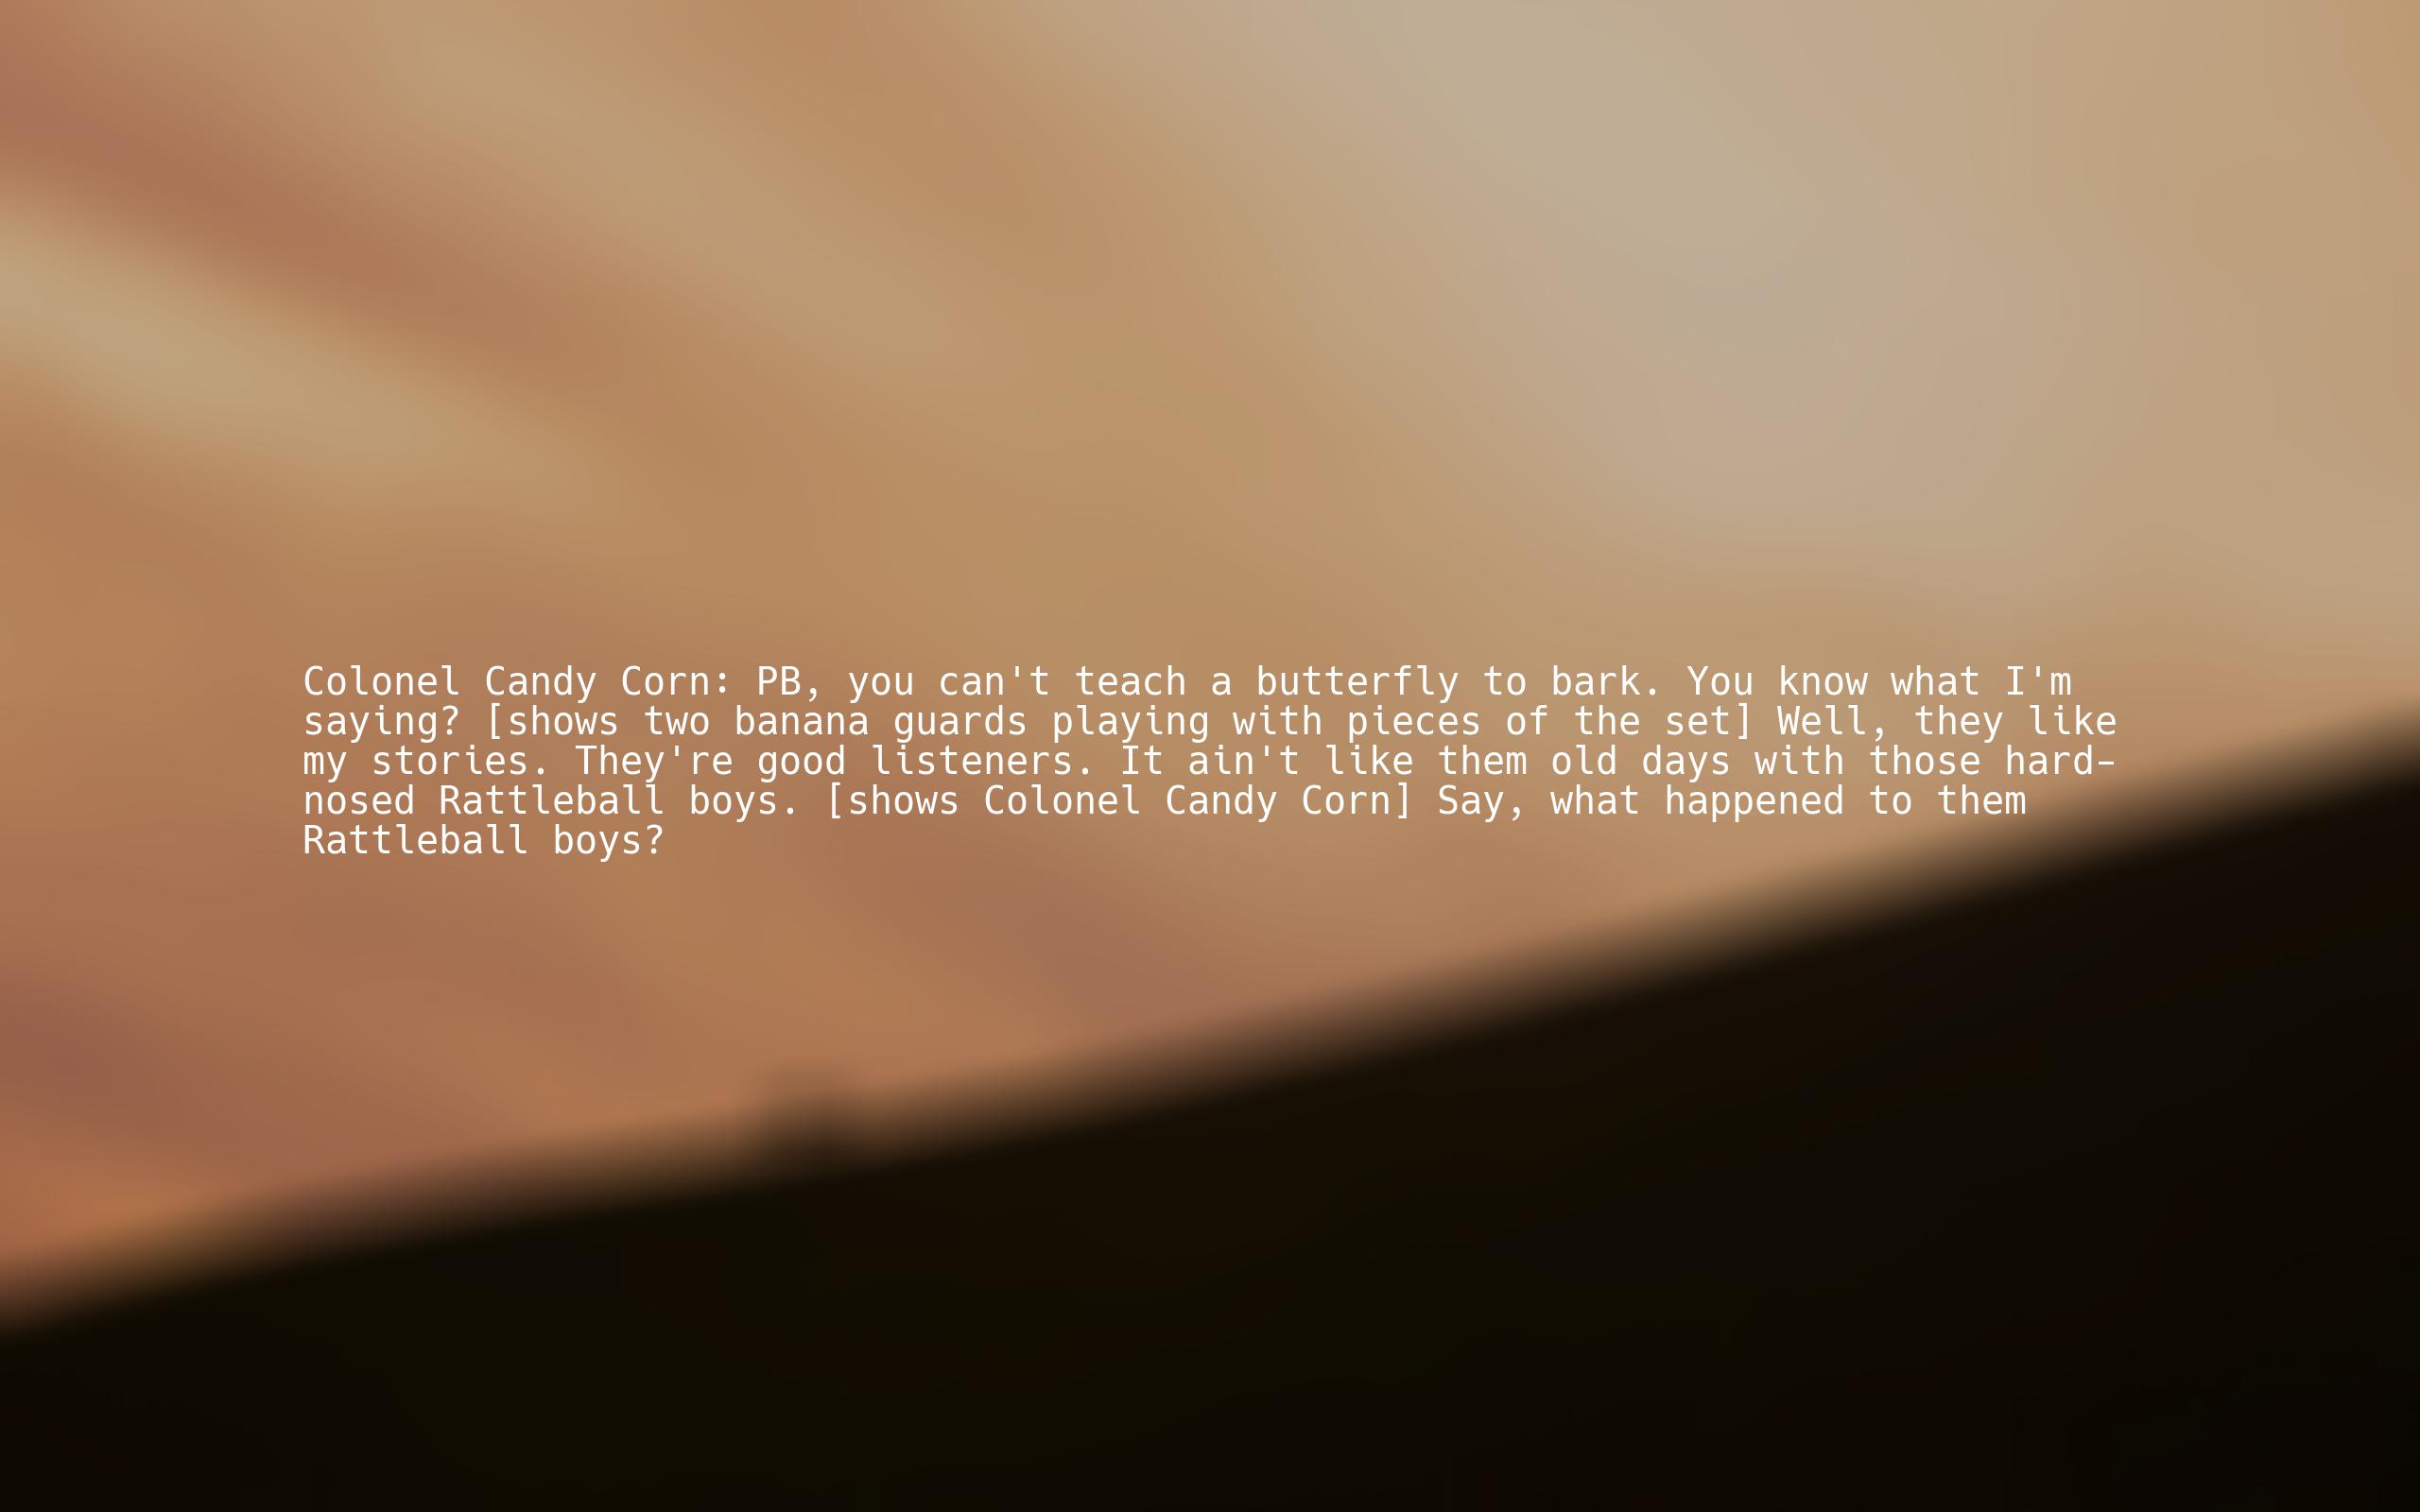 Colonel Candy Corn: PB, you can't teach a butterfly to bark. You know what I'm
saying? [shows two banana guards playing with pieces of the set] Well, they like
my stories. They're good listeners. It ain't like them old days with those hard-
nosed Rattleball boys. [shows Colonel Candy Corn] Say, what happened to them
Rattleball boys?